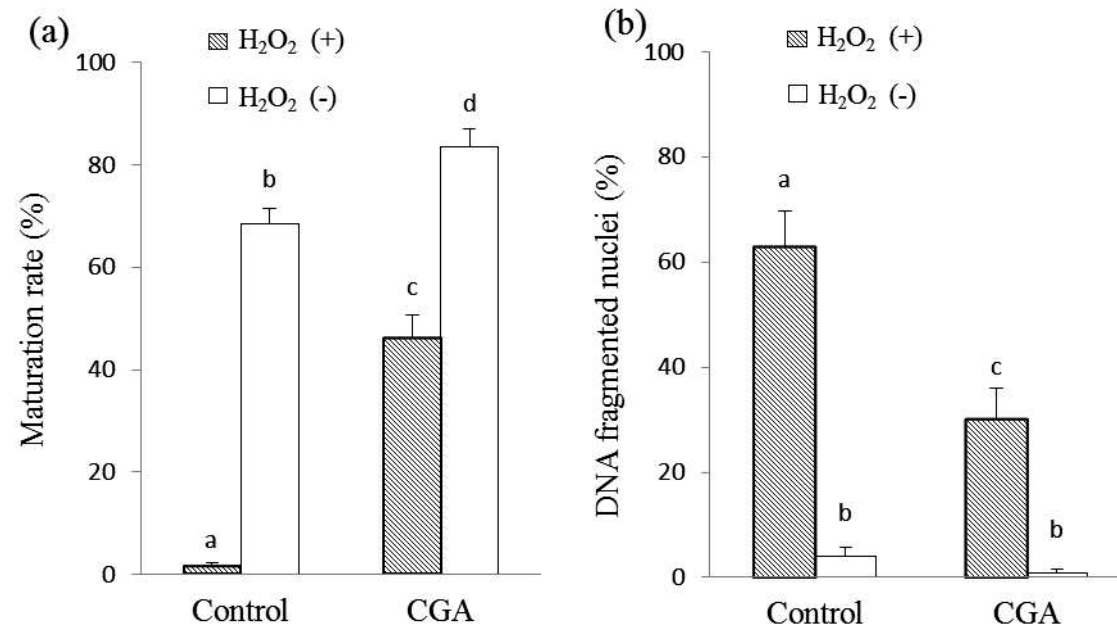 (a)
H₂O₂ (+)
H₂O₂ (-)
Maturation rate (%)
100
80
60
40
20
0
a
b
c
d
Control
CGA
(b)
H₂O₂ (+)
H₂O₂ (-)
DNA fragmented nuclei (%)
100
80
60
40
20
0
a
b
c
b
Control
CGA